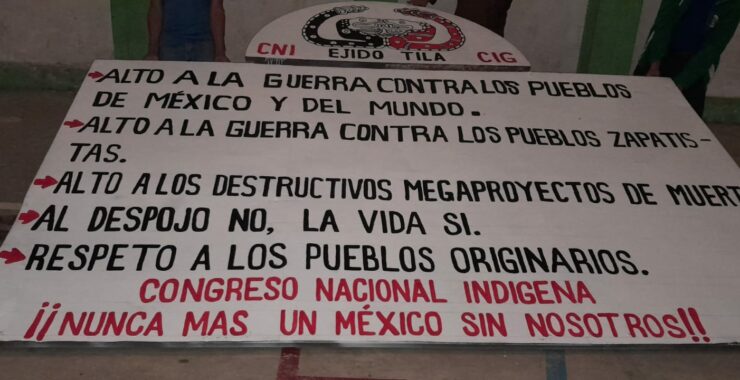 CNI EJIDO TILA CIG
ALTO A LA GUERRA CONTRA LOS PUEBLOS
DE MÉXICO Y DEL MUNDO.
ALTO A LA GUERRA CONTRA LOS PUEBLOS ZAPATIS-
TAS.
ALTO A LOS DESTRUCTIVOS MEGAPROYECTOS DE MUERT
AL DESPOJO NO, LA VIDA SI.
RESPETO A LOS PUEBLOS ORIGINARIOS.
CONGRESO NACIONAL INDIGENA
¡¡NUNCA MAS UN MÉXICO SIN NOSOTROS!!